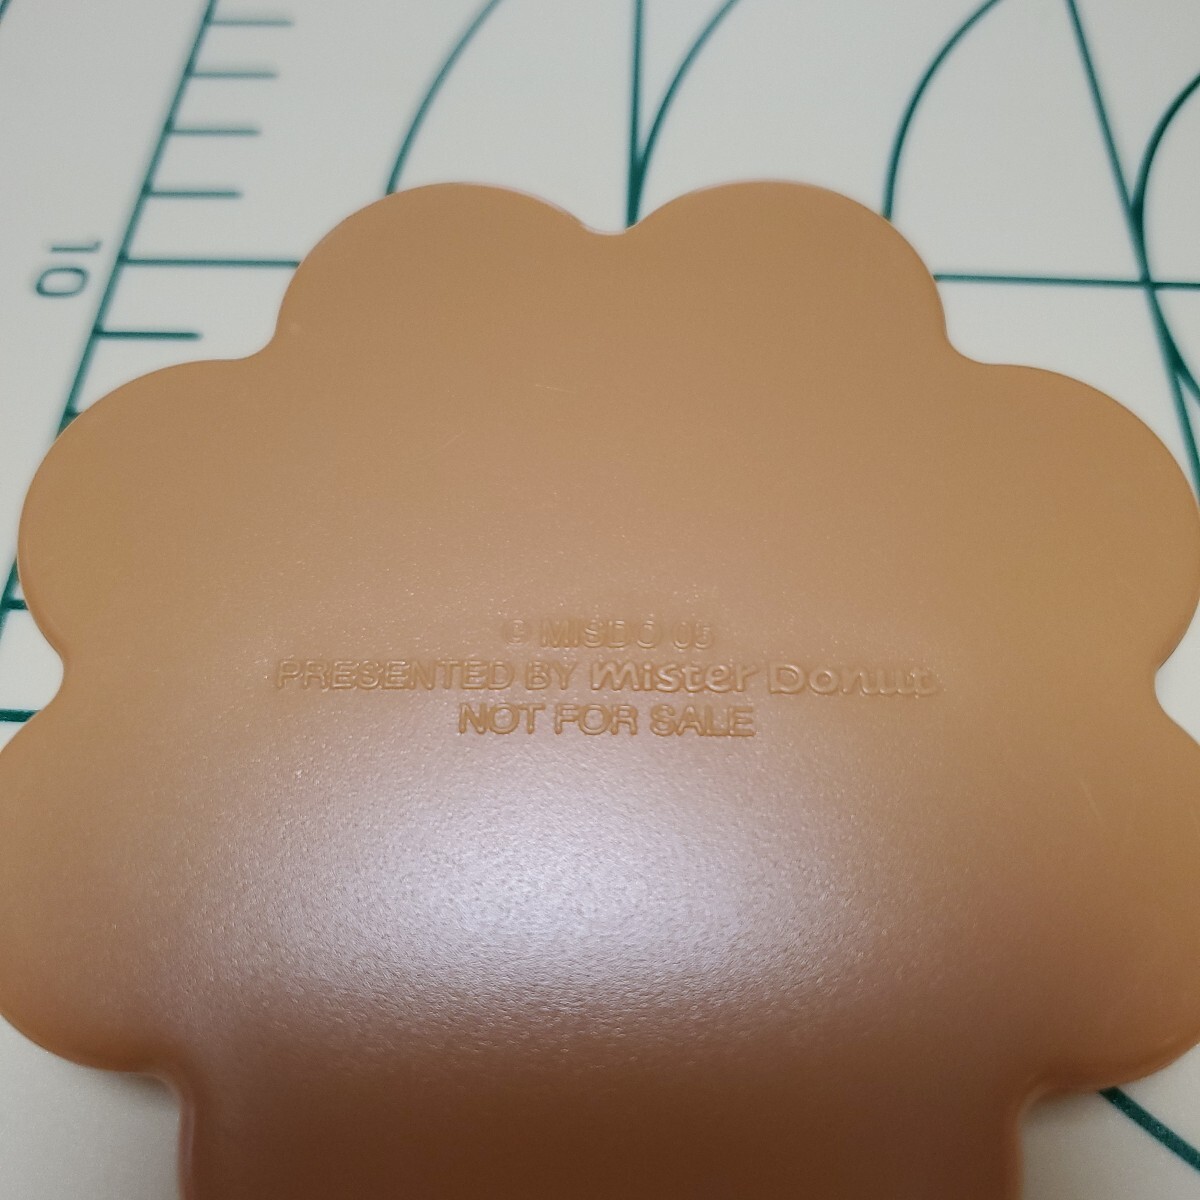 © MISDO 05
PRESENTED BY Mister Donut
NOT FOR SALE
10